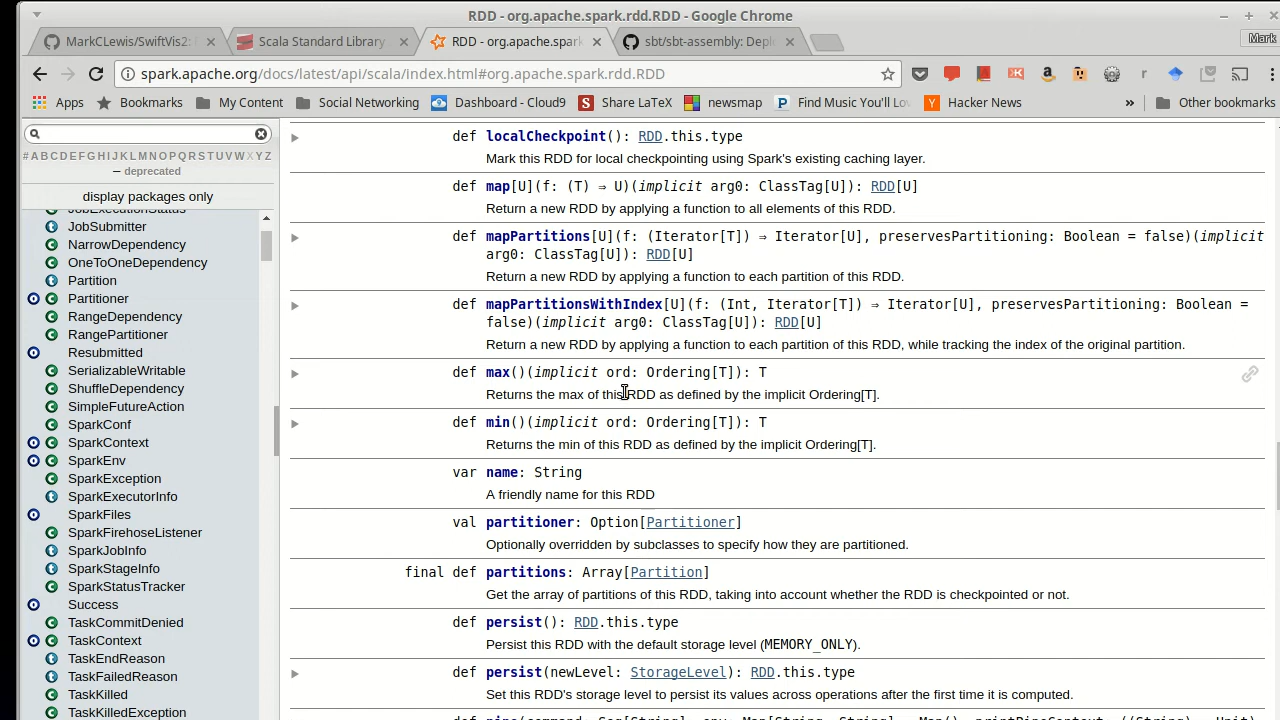 RDD - org.apache.spark.rdd.RDD - Google Chrome
MarkCLewis/SwiftVis2: Scala Standard Library RDD - org.apache.spar sbt/sbt-assembly: Depl Mark
spark.apache.org/docs/latest/api/scala/index.html#org.apache.spark.rdd.RDD
Apps Bookmarks My Content Social Networking Dashboard - Cloud9 Share LaTeX newsmap Find Music You'll Lo Hacker News » Other bookmarks
#ABCDEFGHIJKLMNOPQRSTUVWXYZ
– deprecated
display packages only
JobExecutionStatus
JobSubmitter
NarrowDependency
OneToOneDependency
Partition
Partitioner
RangeDependency
RangePartitioner
Resubmitted
SerializableWritable
ShuffleDependency
SimpleFutureAction
SparkConf
SparkContext
SparkEnv
SparkException
SparkExecutorInfo
SparkFiles
SparkFirehoseListener
SparkJobInfo
SparkStageInfo
SparkStatusTracker
Success
TaskCommitDenied
TaskContext
TaskEndReason
TaskFailedReason
TaskKilled
TaskKilledException
def localCheckpoint(): RDD.this.type
Mark this RDD for local checkpointing using Spark's existing caching layer.
def map[U](f: (T) ⇒ U)(implicit arg0: ClassTag[U]): RDD[U]
Return a new RDD by applying a function to all elements of this RDD.
def mapPartitions[U](f: (Iterator[T]) ⇒ Iterator[U], preservesPartitioning: Boolean = false)(implicit
arg0: ClassTag[U]): RDD[U]
Return a new RDD by applying a function to each partition of this RDD.
def mapPartitionsWithIndex[U](f: (Int, Iterator[T]) ⇒ Iterator[U], preservesPartitioning: Boolean =
false)(implicit arg0: ClassTag[U]): RDD[U]
Return a new RDD by applying a function to each partition of this RDD, while tracking the index of the original partition.
def max()(implicit ord: Ordering[T]): T
Returns the max of this RDD as defined by the implicit Ordering[T].
def min()(implicit ord: Ordering[T]): T
Returns the min of this RDD as defined by the implicit Ordering[T].
var name: String
A friendly name for this RDD
val partitioner: Option[Partitioner]
Optionally overridden by subclasses to specify how they are partitioned.
final def partitions: Array[Partition]
Get the array of partitions of this RDD, taking into account whether the RDD is checkpointed or not.
def persist(): RDD.this.type
Persist this RDD with the default storage level (MEMORY_ONLY).
def persist(newLevel: StorageLevel): RDD.this.type
Set this RDD's storage level to persist its values across operations after the first time it is computed.
def pipe(command: Seq[String], env: Map[String, String] = Map(), printPipeContext: ((String) ⇒ Unit)